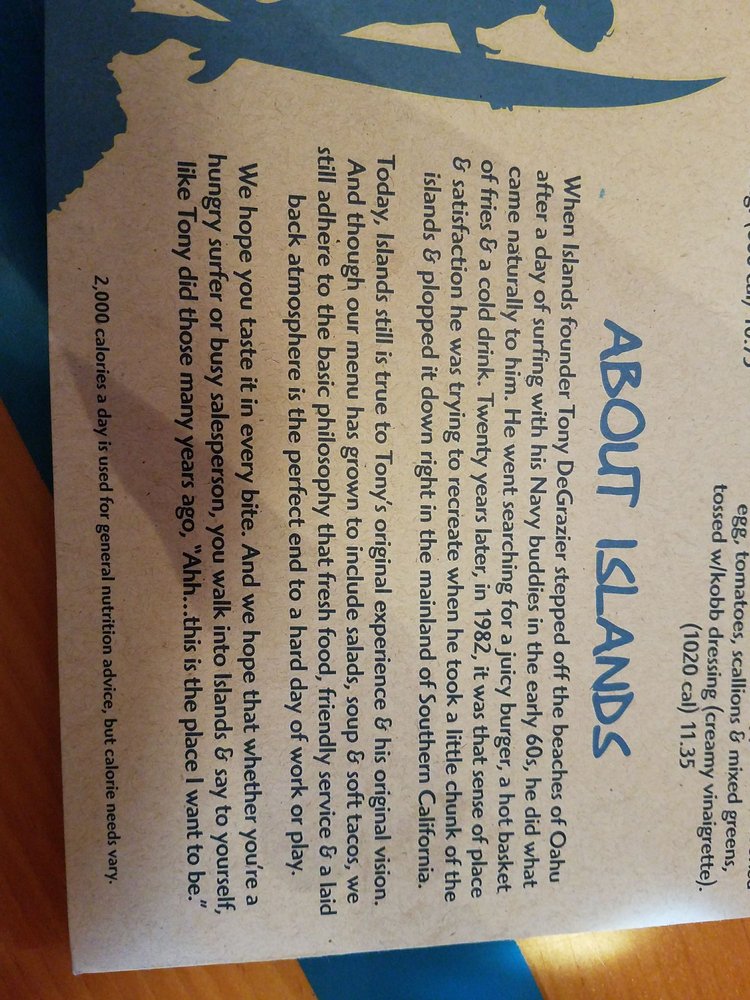 egg, tomatoes, scallions & mixed greens,
tossed w/kobb dressing (creamy vinaigrette).
(1020 cal) 11.35
ABOUT ISLANDS
When Islands founder Tony DeGrazier stepped off the beaches of Oahu
after a day of surfing with his Navy buddies in the early 60s, he did what
came naturally to him. He went searching for a juicy burger, a hot basket
of fries & a cold drink. Twenty years later, in 1982, it was that sense of place
& satisfaction he was trying to recreate when he took a little chunk of the
islands & plopped it down right in the mainland of Southern California.
Today, Islands still is true to Tony's original experience & his original vision.
And though our menu has grown to include salads, soup & soft tacos, we
still adhere to the basic philosophy that fresh food, friendly service & a laid
back atmosphere is the perfect end to a hard day of work or play.
We hope you taste it in every bite. And we hope that whether you're a
hungry surfer or busy salesperson, you walk into Islands & say to yourself,
like Tony did those many years ago, "Ahh...this is the place I want to be."
2,000 calories a day is used for general nutrition advice, but calorie needs vary.